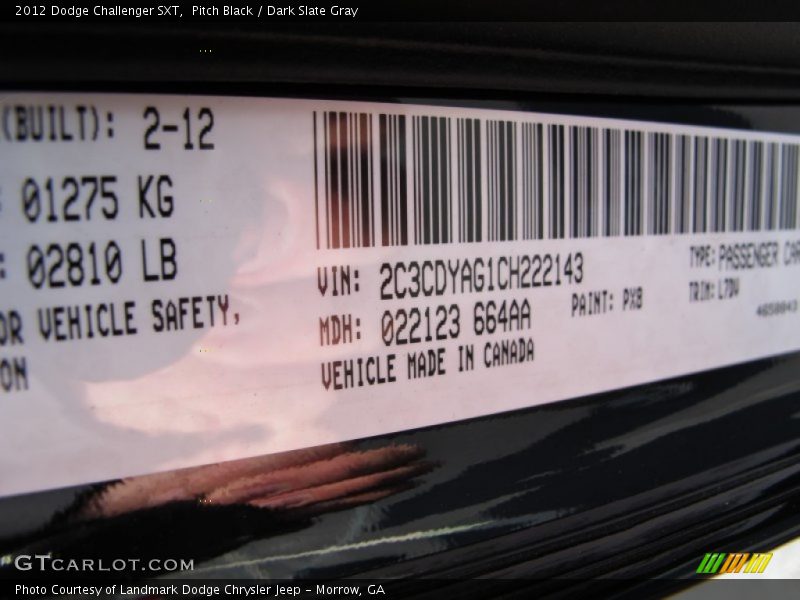 2012 Dodge Challenger SXT,  Pitch Black / Dark Slate Gray
(BUILT): 2-12
: 01275 KG
: 02810 LB
OR VEHICLE SAFETY,
ON
VIN: 2C3CDYAG1CH222143
MDH: 022123 664AA
VEHICLE MADE IN CANADA
PAINT: PXB
TYPE: PASSENGER CAR
TRIM: L7DV
GTCARLOT.COM
Photo Courtesy of Landmark Dodge Chrysler Jeep - Morrow, GA